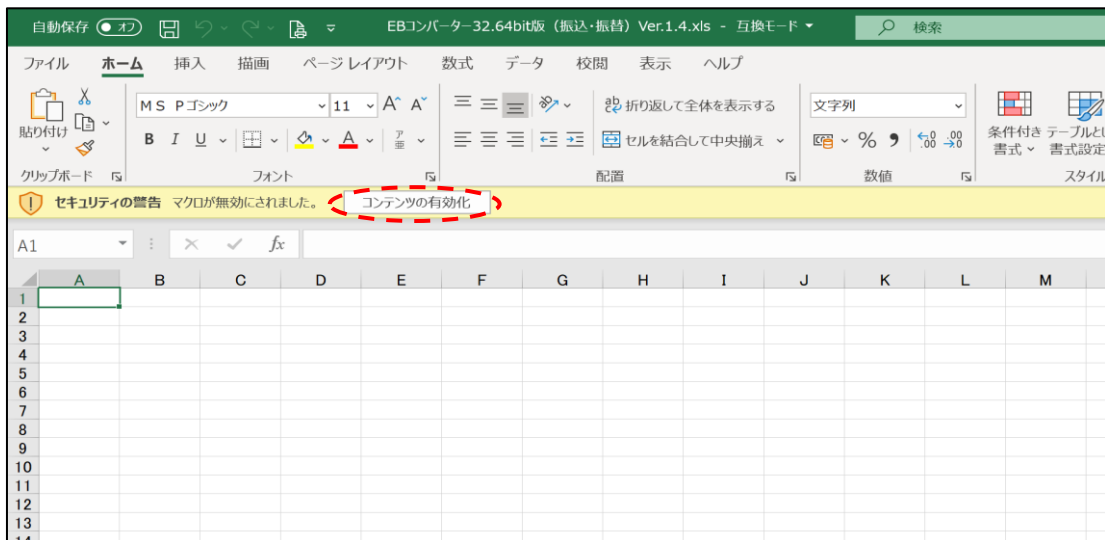 自動保存 オフ EBコンバーター32.64bit版（振込・振替）Ver.1.4.xls - 互換モード 検索
ファイル ホーム 挿入 描画 ページ レイアウト 数式 データ 校閲 表示 ヘルプ
貼り付け ＭＳ Ｐゴシック 11 A^ Aˇ ab 折り返して全体を表示する 文字列 条件付き テーブルとし
B I U A ア 亜 セルを結合して中央揃え % 9 .00 .00 書式 書式設定
クリップボード フォント 配置 数値 スタイル
セキュリティの警告 マクロが無効にされました。 コンテンツの有効化
A1 fx
A B C D E F G H I J K L M
1
2
3
4
5
6
7
8
9
10
11
12
13